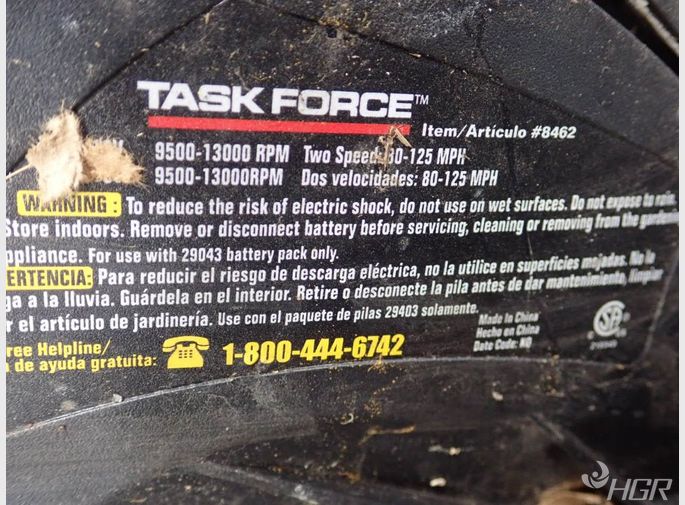 TASK FORCE™
Item/Artículo #8462
9500-13000 RPM Two Speed: 80-125 MPH
9500-13000RPM Dos velocidades: 80-125 MPH
WARNING: To reduce the risk of electric shock, do not use on wet surfaces. Do not expose to rain.
Store indoors. Remove or disconnect battery before servicing, cleaning or removing from the gardening
appliance. For use with 29043 battery pack only.
ERTENCIA: Para reducir el riesgo de descarga eléctrica, no la utilice en superficies mojadas. No la
ga a la lluvia. Guárdela en el interior. Retire o desconecte la pila antes de dar mantenimiento, limpiar
r el artículo de jardinería. Use con el paquete de pilas 29403 solamente.
ree Helpline/
a de ayuda gratuita: 1-800-444-6742
Made in China
Hecho en China
Date Code: NQ
HGR